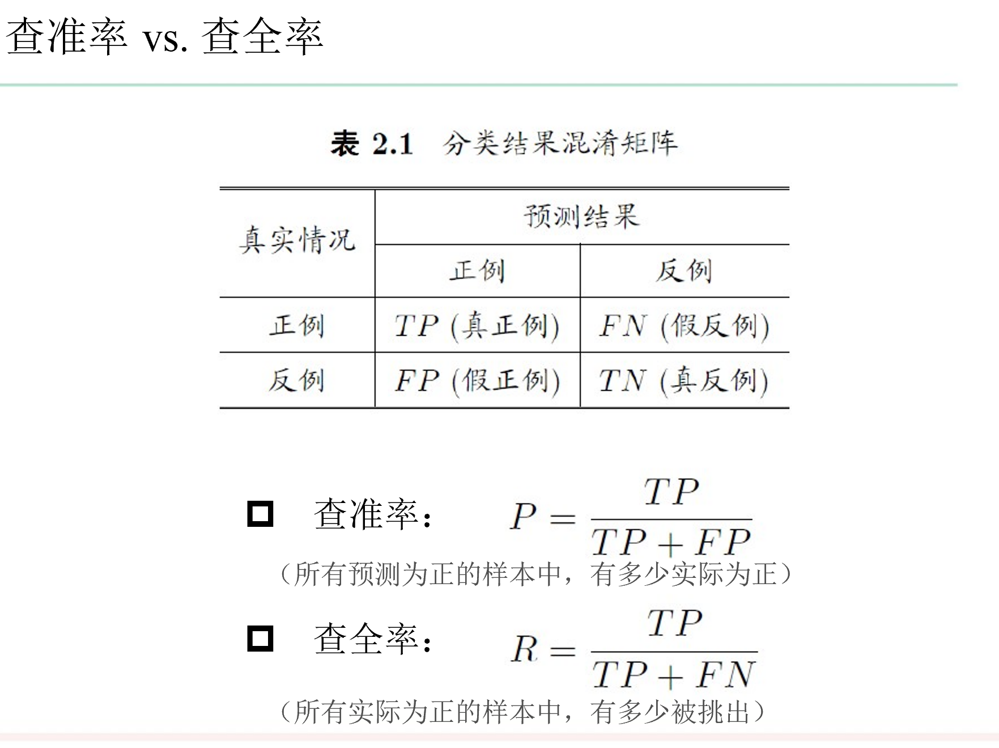 查准率 vs. 查全率
表 2.1 分类结果混淆矩阵
真实情况 预测结果
正例 反例
正例 TP (真正例) FN (假反例)
反例 FP (假正例) TN (真反例)
查准率： P = TP / (TP + FP)
（所有预测为正的样本中，有多少实际为正）
查全率： R = TP / (TP + FN)
（所有实际为正的样本中，有多少被挑出）